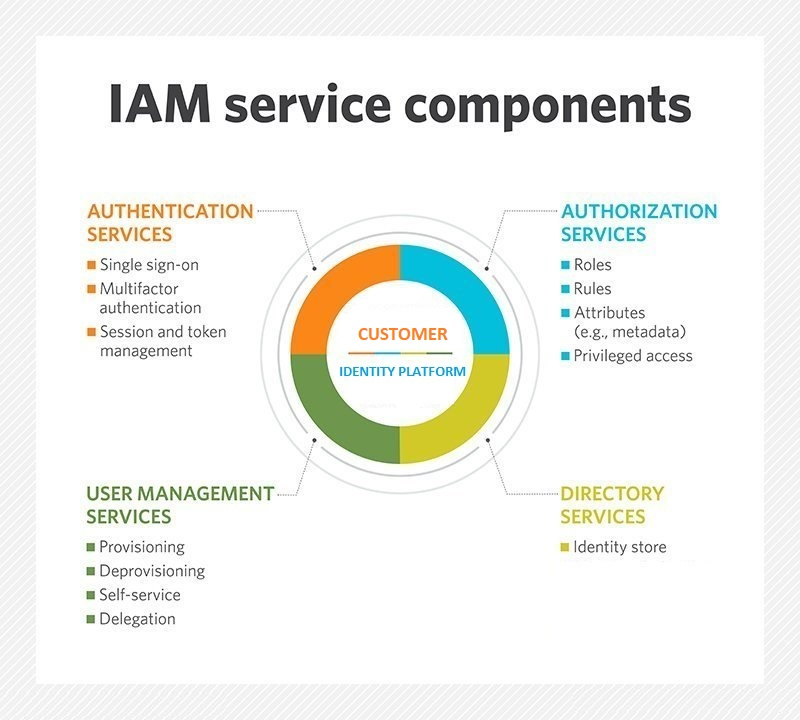 IAM service components
AUTHENTICATION
SERVICES
Single sign-on
Multifactor
authentication
Session and token
management
AUTHORIZATION
SERVICES
Roles
Rules
Attributes
(e.g., metadata)
Privileged access
CUSTOMER
IDENTITY PLATFORM
USER MANAGEMENT
SERVICES
Provisioning
Deprovisioning
Self-service
Delegation
DIRECTORY
SERVICES
Identity store